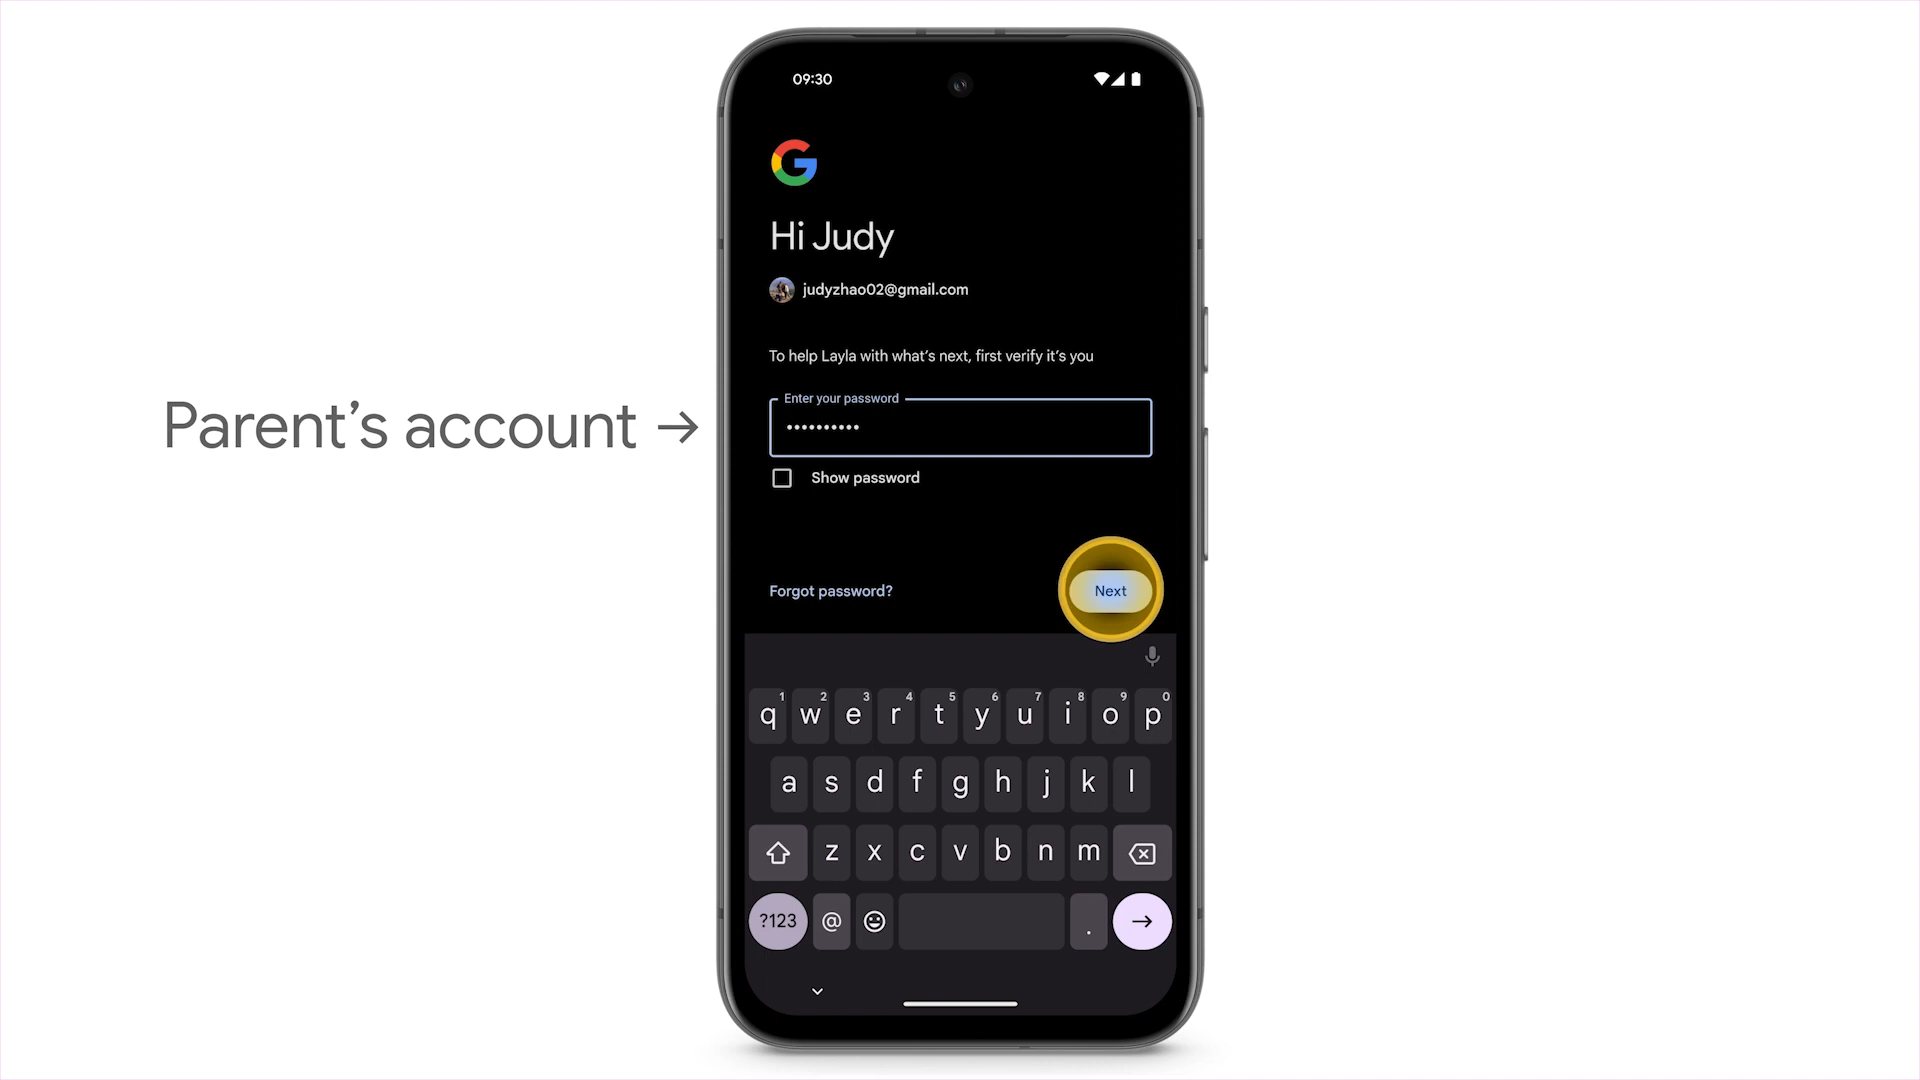 09:30
Hi Judy
judyzhao02@gmail.com
To help Layla with what’s next, first verify it’s you
Parent’s account →
Enter your password
••••••••••
Show password
Forgot password?
Next
1 2 3 4 5 6 7 8 9 0
q w e r t y u i o p
a s d f g h j k l
z x c v b n m
?123 @ .